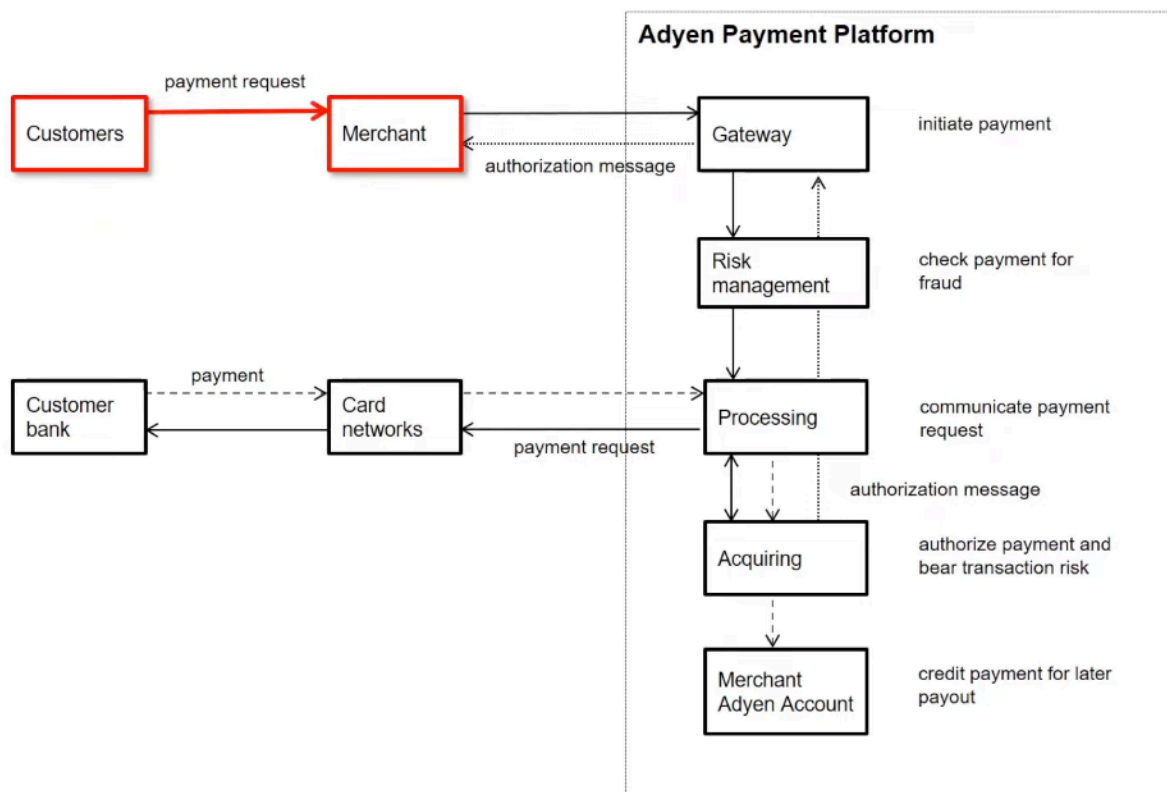 Adyen Payment Platform
payment request
Customers
Merchant
Gateway
initiate payment
authorization message
Risk
management
check payment for
fraud
payment
Customer
bank
Card
networks
Processing
communicate payment
request
payment request
authorization message
Acquiring
authorize payment and
bear transaction risk
Merchant
Adyen Account
credit payment for later
payout